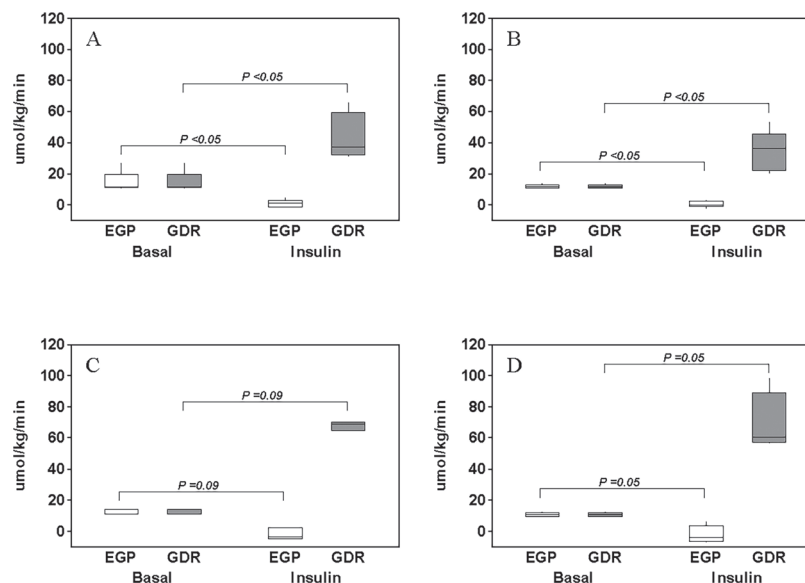 A
umol/kg/min
120
100
80
60
40
20
0
P <0.05
P <0.05
EGP GDR EGP GDR
Basal Insulin
B
umol/kg/min
120
100
80
60
40
20
0
P <0.05
P <0.05
EGP GDR EGP GDR
Basal Insulin
C
umol/kg/min
120
100
80
60
40
20
0
P =0.09
P =0.09
EGP GDR EGP GDR
Basal Insulin
D
umol/kg/min
120
100
80
60
40
20
0
P =0.05
P =0.05
EGP GDR EGP GDR
Basal Insulin